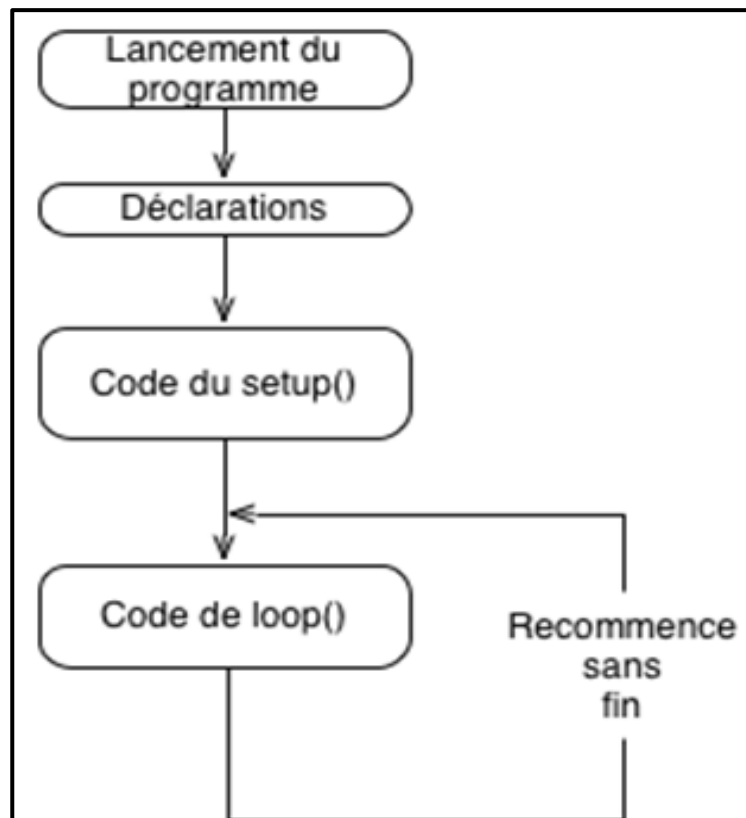 Lancement du
programme
Déclarations
Code du setup()
Code de loop()
Recommence
sans
fin